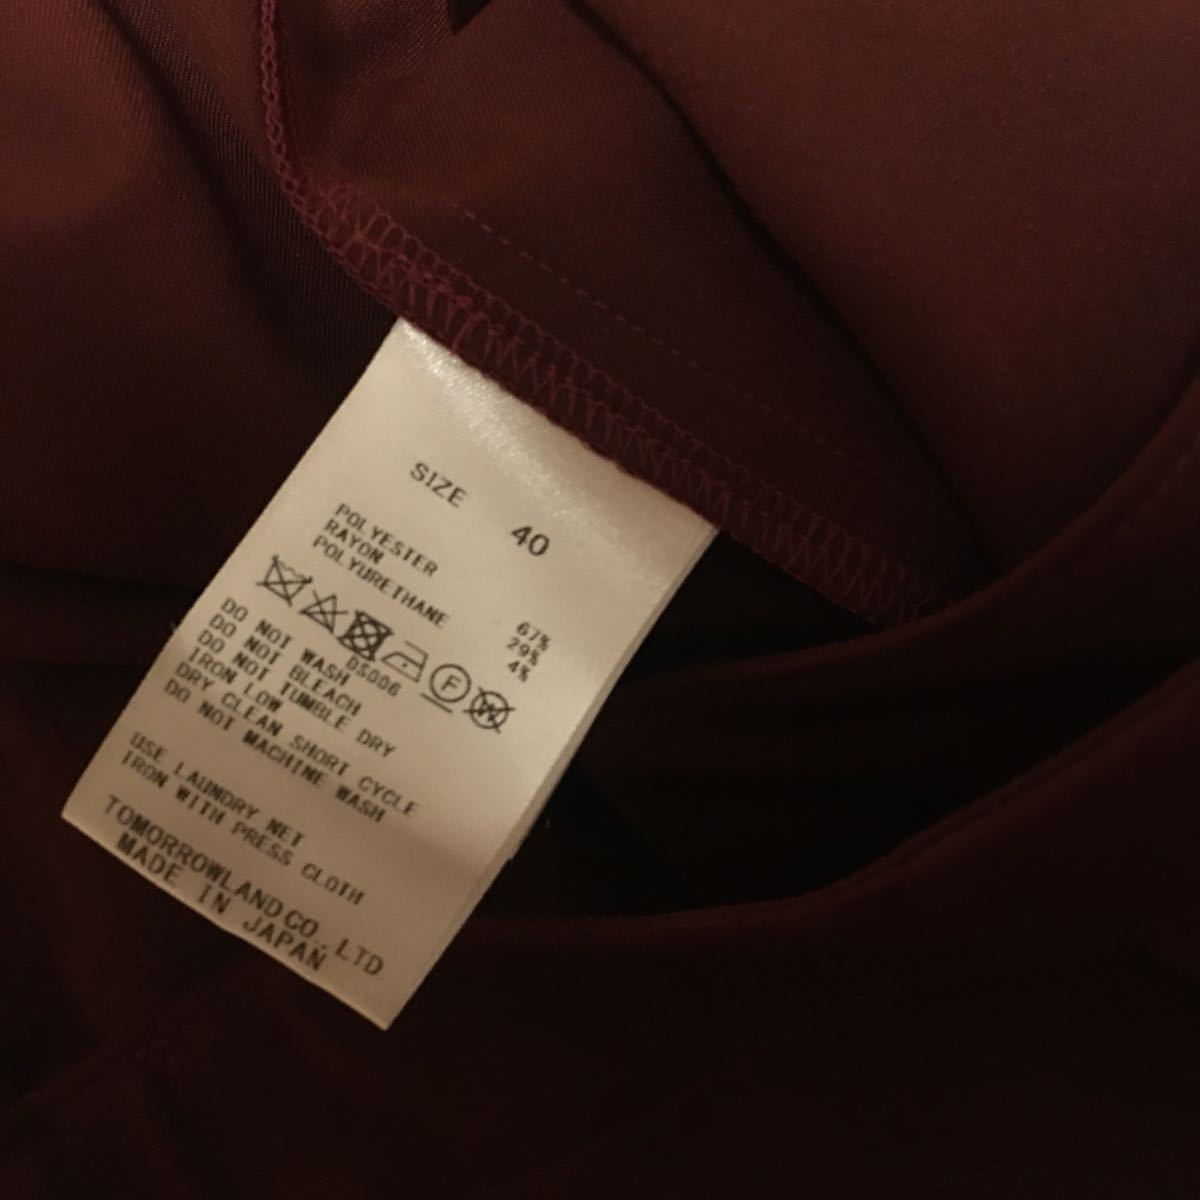 SIZE 40
POLYESTER 67%
RAYON 29%
POLYURETHANE 4%
F W
05006
DO NOT WASH
DO NOT BLEACH
DO NOT TUMBLE DRY
IRON LOW
DRY CLEAN SHORT CYCLE
DO NOT MACHINE WASH
USE LAUNDRY NET
IRON WITH PRESS CLOTH
TOMORROWLAND CO., LTD.
MADE IN JAPAN